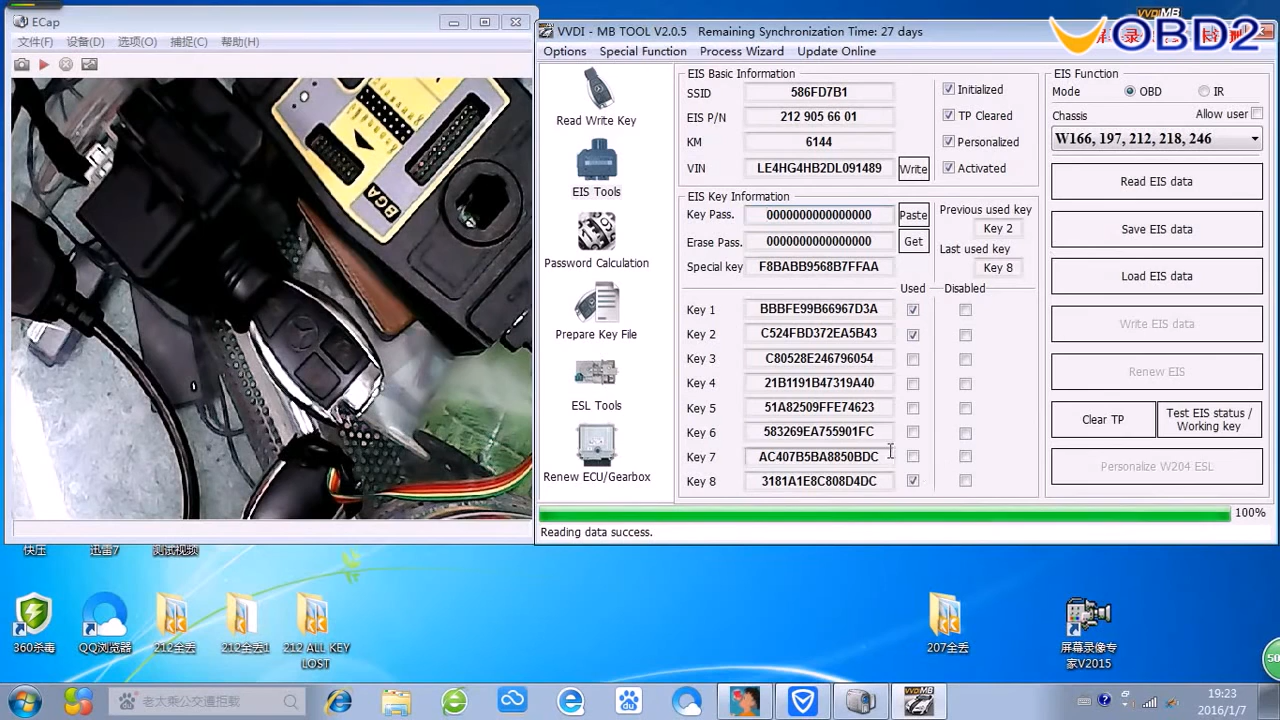 ECap
文件(F) 设备(D) 选项(O) 捕捉(C) 帮助(H)
BGA
VVDI - MB TOOL V2.0.5 Remaining Synchronization Time: 27 days
VVDI MB
OBD2
Options Special Function Process Wizard Update Online
Read Write Key
EIS Tools
Password Calculation
Prepare Key File
ESL Tools
Renew ECU/Gearbox
EIS Basic Information
SSID 586FD7B1
EIS P/N 212 905 66 01
KM 6144
VIN LE4HG4HB2DL091489 Write
Initialized
TP Cleared
Personalized
Activated
EIS Key Information
Key Pass. 0000000000000000 Paste
Erase Pass. 0000000000000000 Get
Special key F8BABB9568B7FFAA
Previous used key
Key 2
Last used key
Key 8
Used Disabled
Key 1 BBBFE99B66967D3A
Key 2 C524FBD372EA5B43
Key 3 C80528E246796054
Key 4 21B1191B47319A40
Key 5 51A82509FFE74623
Key 6 583269EA755901FC
Key 7 AC407B5BA8850BDC
Key 8 3181A1E8C808D4DC
EIS Function
Mode OBD IR
Chassis Allow user
W166, 197, 212, 218, 246
Read EIS data
Save EIS data
Load EIS data
Write EIS data
Renew EIS
Clear TP
Test EIS status /
Working key
Personalize W204 ESL
100%
Reading data success.
快压 迅雷7 测试视频
360杀毒 QQ浏览器 212全丢 212全丢1 212 ALL KEY
LOST
207全丢 屏幕录像专
家V2015
50
老太乘公交遭拒载
19:23
2016/1/7